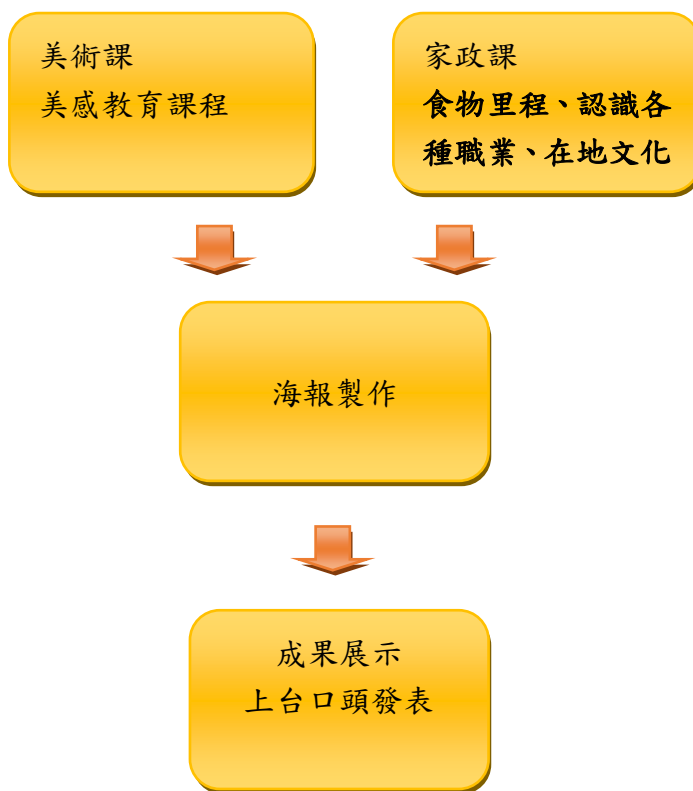 美術課
美感教育課程
家政課
食物里程、認識各
種職業、在地文化
海報製作
成果展示
上台口頭發表